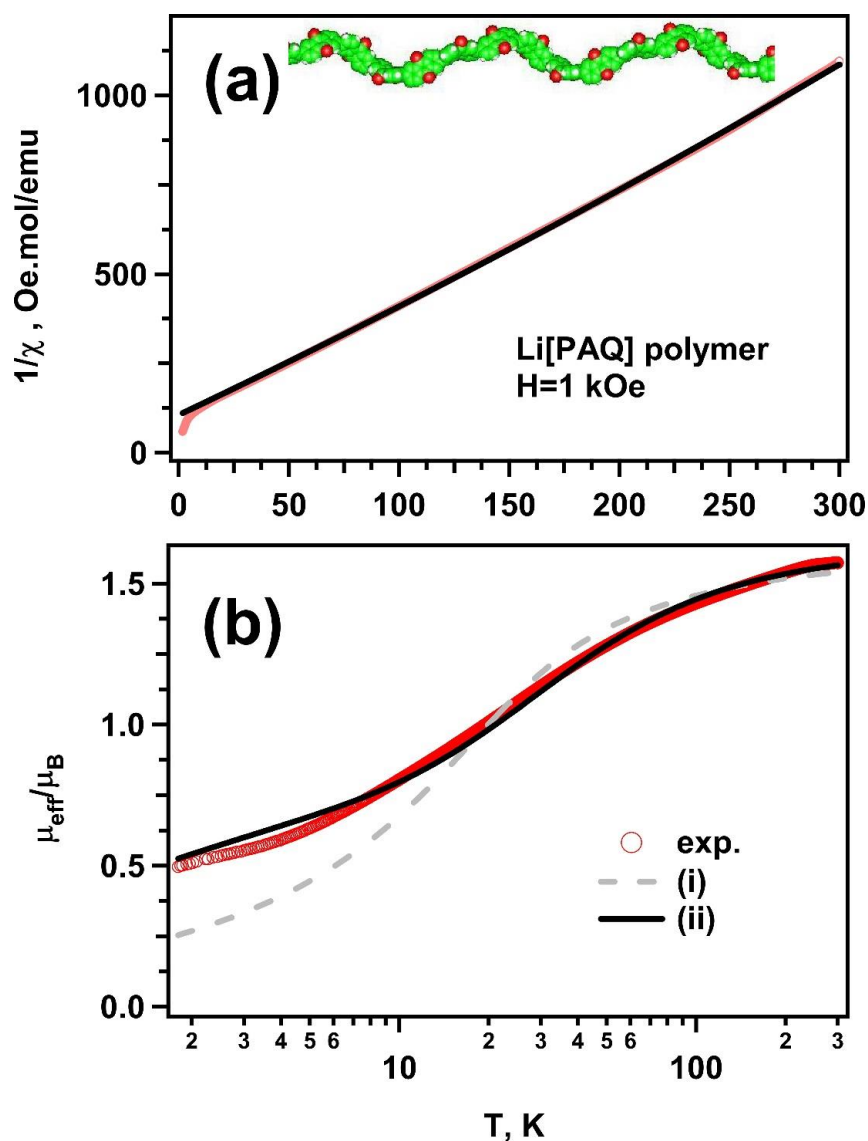 (a)
1/χ , Oe.mol/emu
1000
500
0
Li[PAQ] polymer
H=1 kOe
0 50 100 150 200 250 300
(b)
μeff/μB
1.5
1.0
0.5
0.0
exp.
(i)
(ii)
2 3 4 5 6 2 3 4 5 6 2 3
10 100
T, K